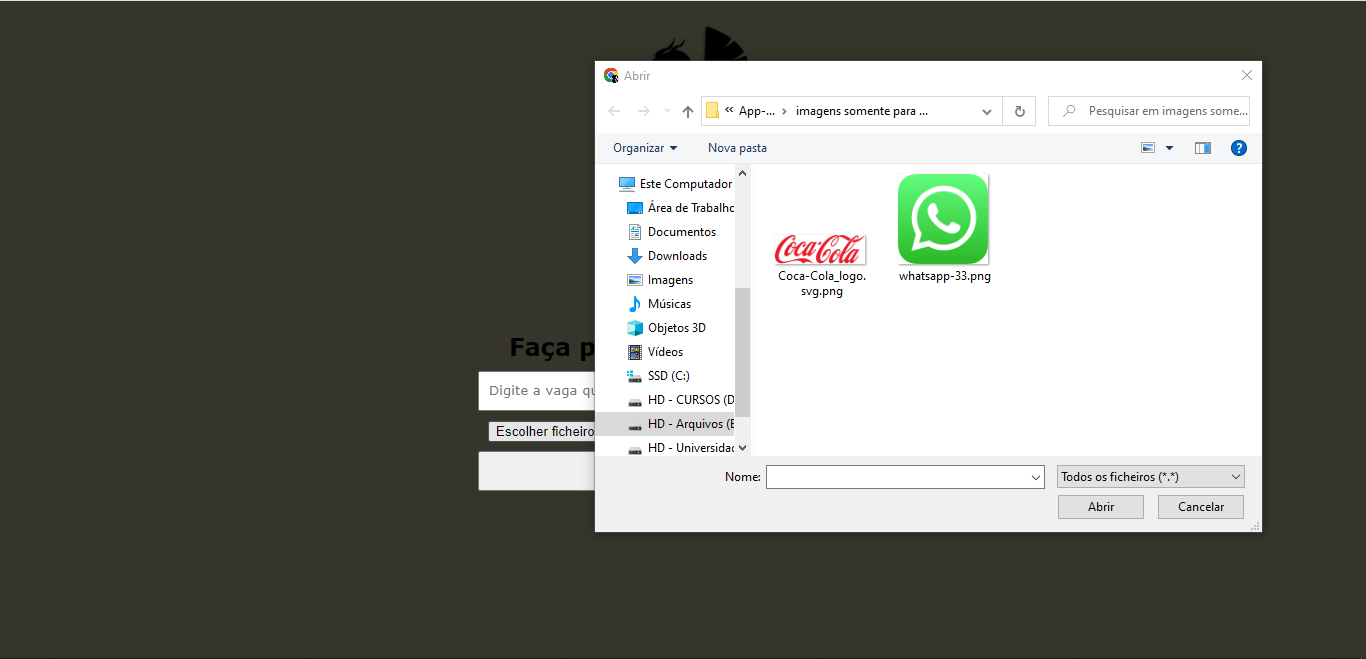 Abrir
« App-... › imagens somente para ...
Pesquisar em imagens some...
Organizar
Nova pasta
?
Este Computador
Área de Trabalho
Documentos
Downloads
Imagens
Músicas
Objetos 3D
Vídeos
SSD (C:)
HD - CURSOS (D
HD - Arquivos (E
HD - Universidad
Coca-Cola
Coca-Cola_logo.
svg.png
whatsapp-33.png
Faça p
Digite a vaga qu
Escolher ficheiro
Nome:
Todos os ficheiros (*.*)
Abrir
Cancelar